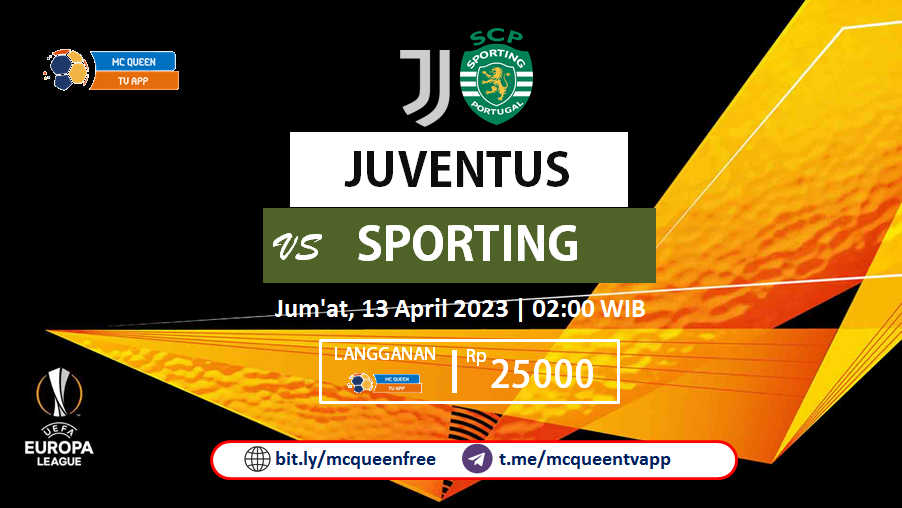 MC QUEEN
TV APP
SCP
SPORTING
PORTUGAL
JUVENTUS
VS SPORTING
Jum'at, 13 April 2023 | 02:00 WIB
LANGGANAN | Rp 25000
MC QUEEN
TV APP
UEFA
EUROPA
LEAGUE
bit.ly/mcqueenfree t.me/mcqueentvapp